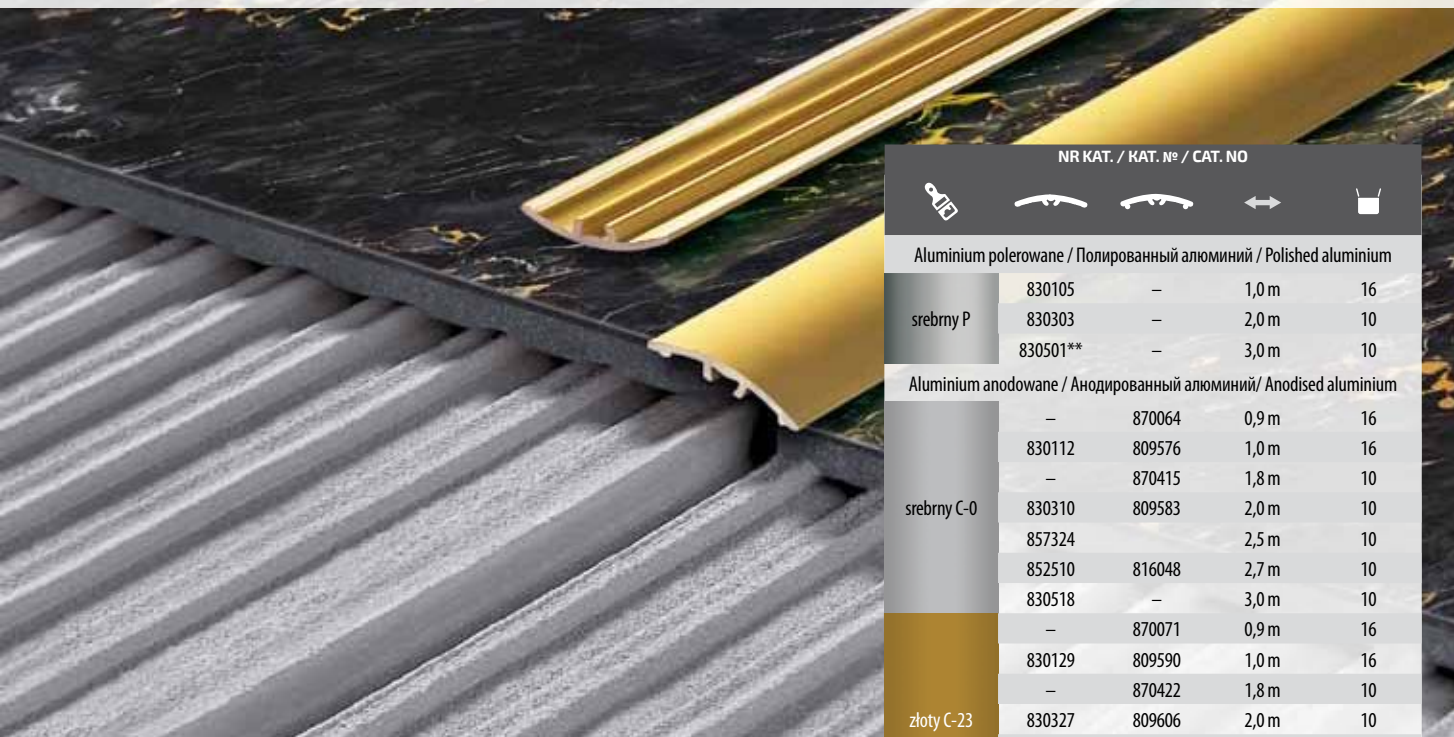 NR KAT. / КАТ. № / CAT. NO
Aluminium polerowane / Полированный алюминий / Polished aluminium
srebrny P
830105 – 1,0 m 16
830303 – 2,0 m 10
830501** – 3,0 m 10
Aluminium anodowane / Анодированный алюминий/ Anodised aluminium
srebrny C-0
– 870064 0,9 m 16
830112 809576 1,0 m 16
– 870415 1,8 m 10
830310 809583 2,0 m 10
857324 2,5 m 10
852510 816048 2,7 m 10
830518 – 3,0 m 10
złoty C-23
– 870071 0,9 m 16
830129 809590 1,0 m 16
– 870422 1,8 m 10
830327 809606 2,0 m 10